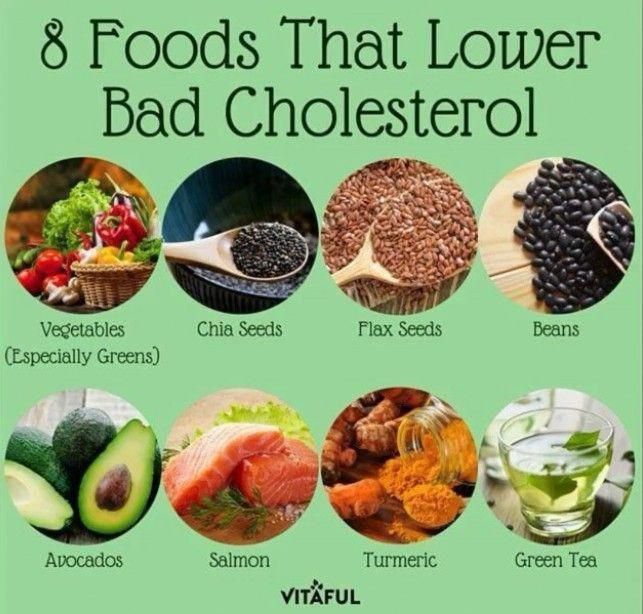 8 Foods That Lower
Bad Cholesterol
Vegetables
(Especially Greens)
Chia Seeds
Flax Seeds
Beans
Avocados
Salmon
Turmeric
Green Tea
VITAFUL